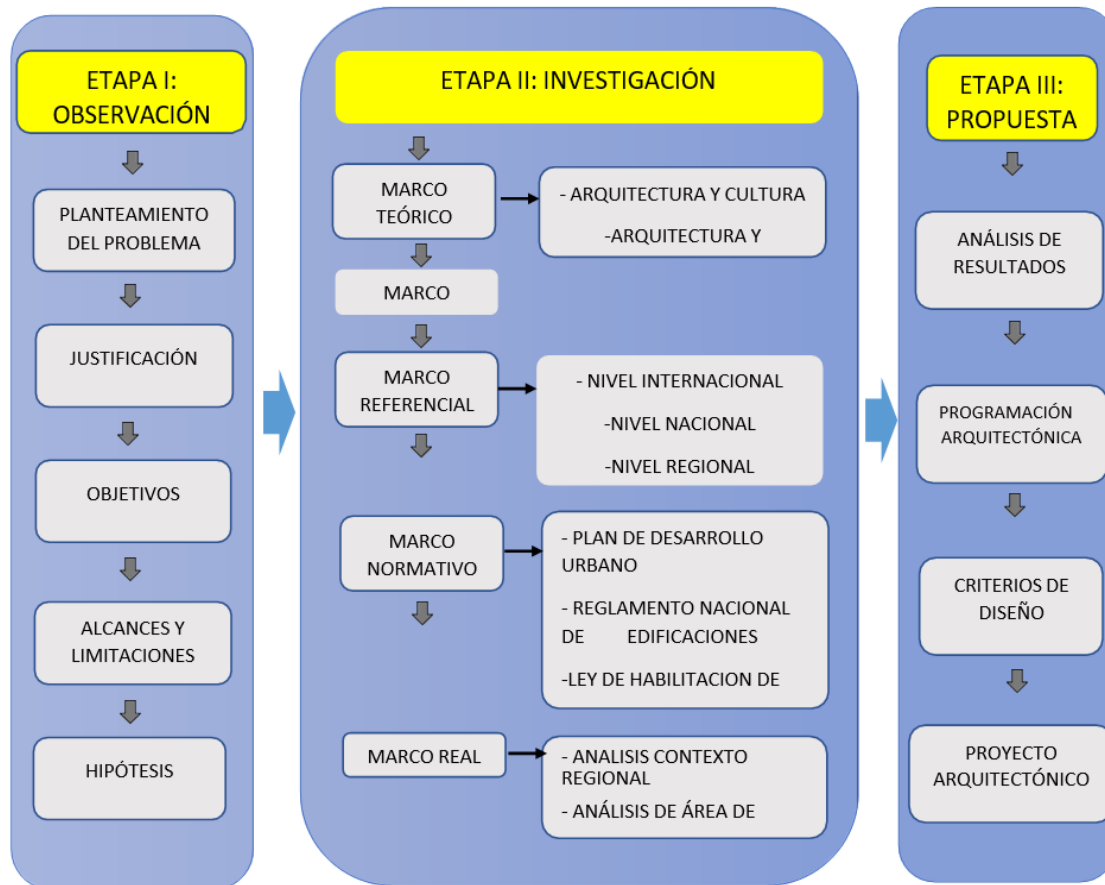 ETAPA I:
OBSERVACIÓN
PLANTEAMIENTO
DEL PROBLEMA
JUSTIFICACIÓN
OBJETIVOS
ALCANCES Y
LIMITACIONES
HIPÓTESIS
ETAPA II: INVESTIGACIÓN
MARCO
TEÓRICO
- ARQUITECTURA Y CULTURA
-ARQUITECTURA Y
MARCO
MARCO
REFERENCIAL
- NIVEL INTERNACIONAL
-NIVEL NACIONAL
-NIVEL REGIONAL
MARCO
NORMATIVO
- PLAN DE DESARROLLO
URBANO
- REGLAMENTO NACIONAL
DE EDIFICACIONES
-LEY DE HABILITACION DE
MARCO REAL
- ANALISIS CONTEXTO
REGIONAL
- ANÁLISIS DE ÁREA DE
ETAPA III:
PROPUESTA
ANÁLISIS DE
RESULTADOS
PROGRAMACIÓN
ARQUITECTÓNICA
CRITERIOS DE
DISEÑO
PROYECTO
ARQUITECTÓNICO